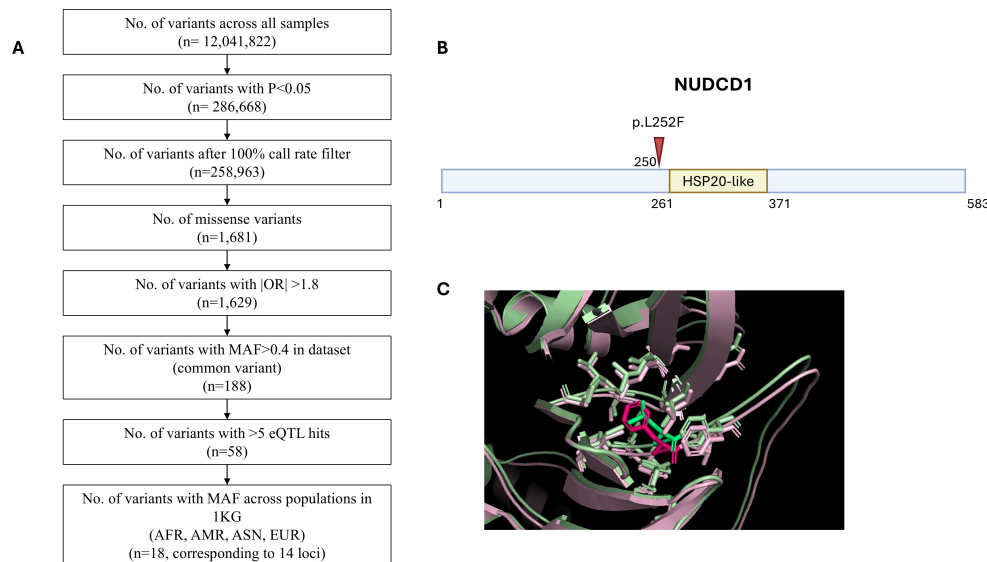 A
No. of variants across all samples
(n= 12,041,822)
No. of variants with P<0.05
(n= 286,668)
No. of variants after 100% call rate filter
(n=258,963)
No. of missense variants
(n=1,681)
No. of variants with |OR| >1.8
(n=1,629)
No. of variants with MAF>0.4 in dataset
(common variant)
(n=188)
No. of variants with >5 eQTL hits
(n=58)
No. of variants with MAF across populations in
1KG
(AFR, AMR, ASN, EUR)
(n=18, corresponding to 14 loci)
B
NUDCD1
p.L252F
250
HSP20-like
1
261
371
583
C